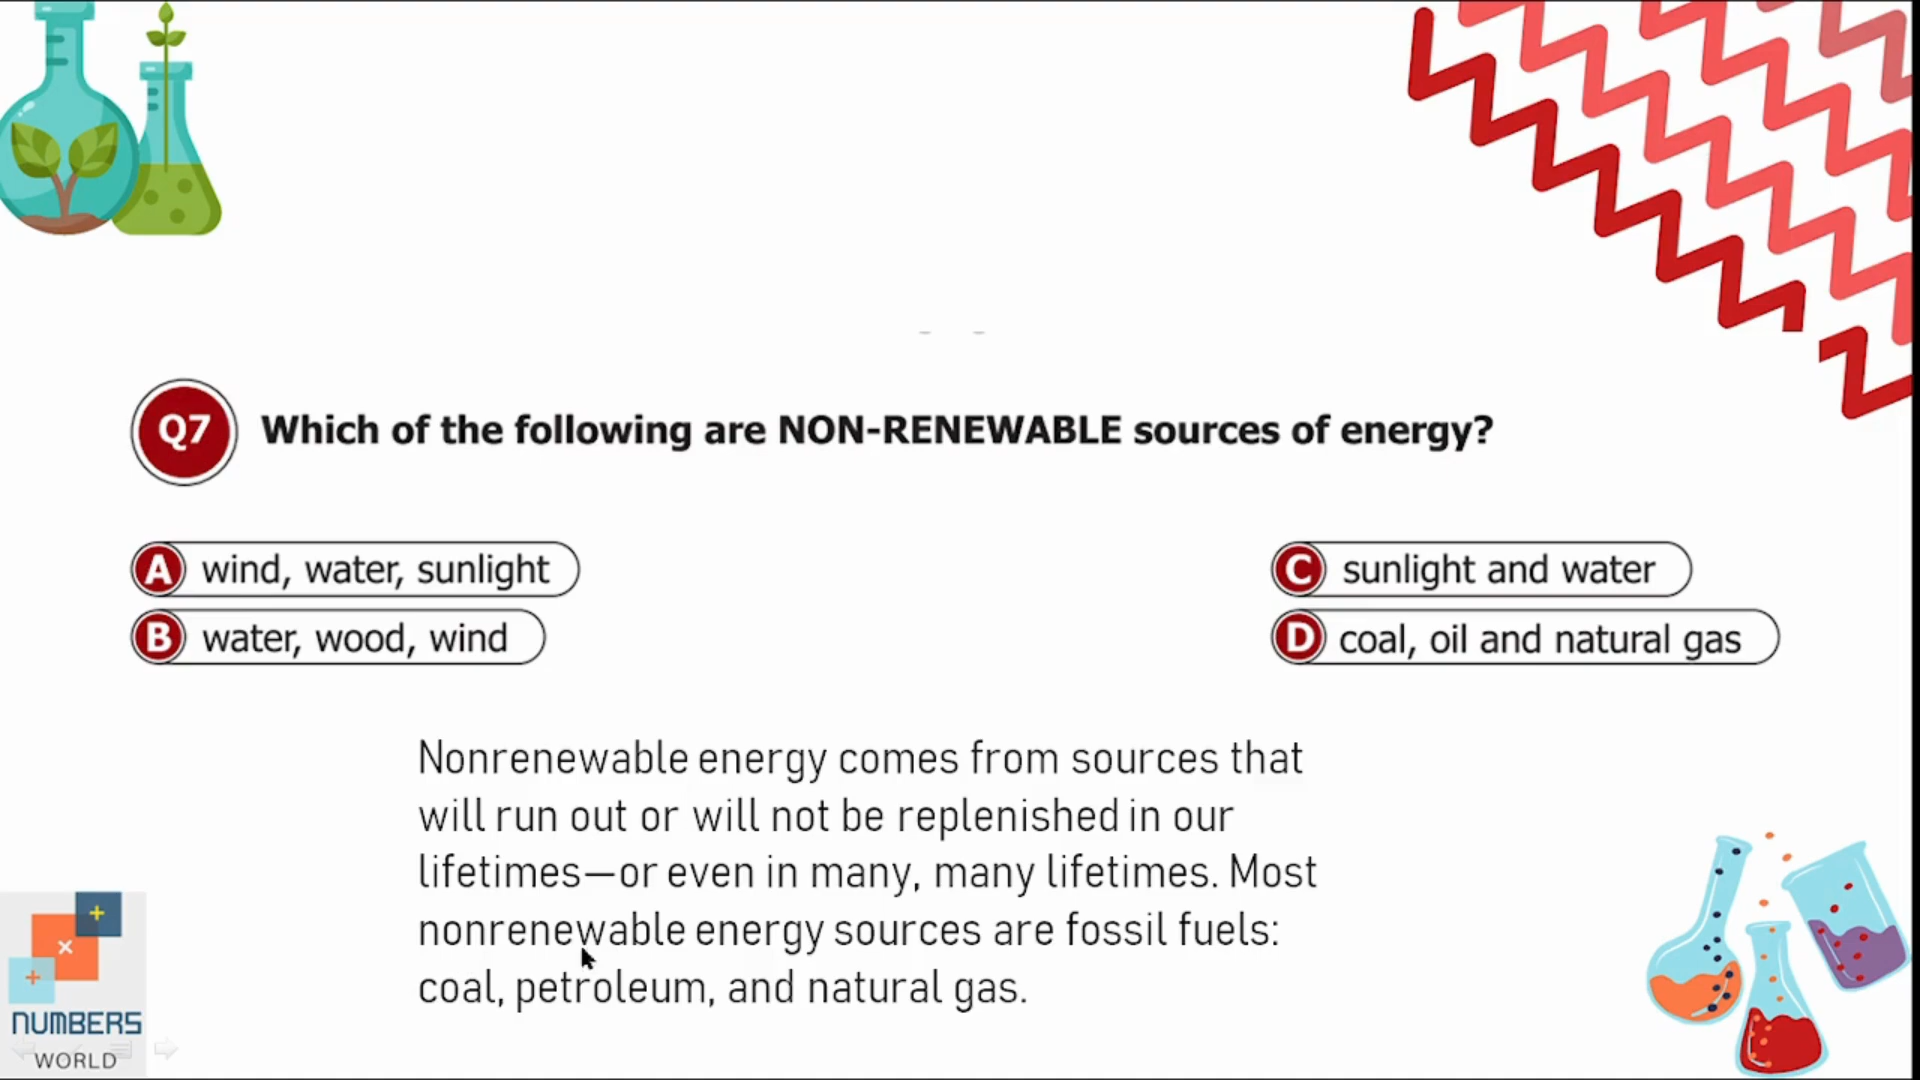 Q7 Which of the following are NON-RENEWABLE sources of energy?
A wind, water, sunlight
B water, wood, wind
C sunlight and water
D coal, oil and natural gas
Nonrenewable energy comes from sources that
will run out or will not be replenished in our
lifetimes—or even in many, many lifetimes. Most
nonrenewable energy sources are fossil fuels:
coal, petroleum, and natural gas.
NUMBERS
WORLD